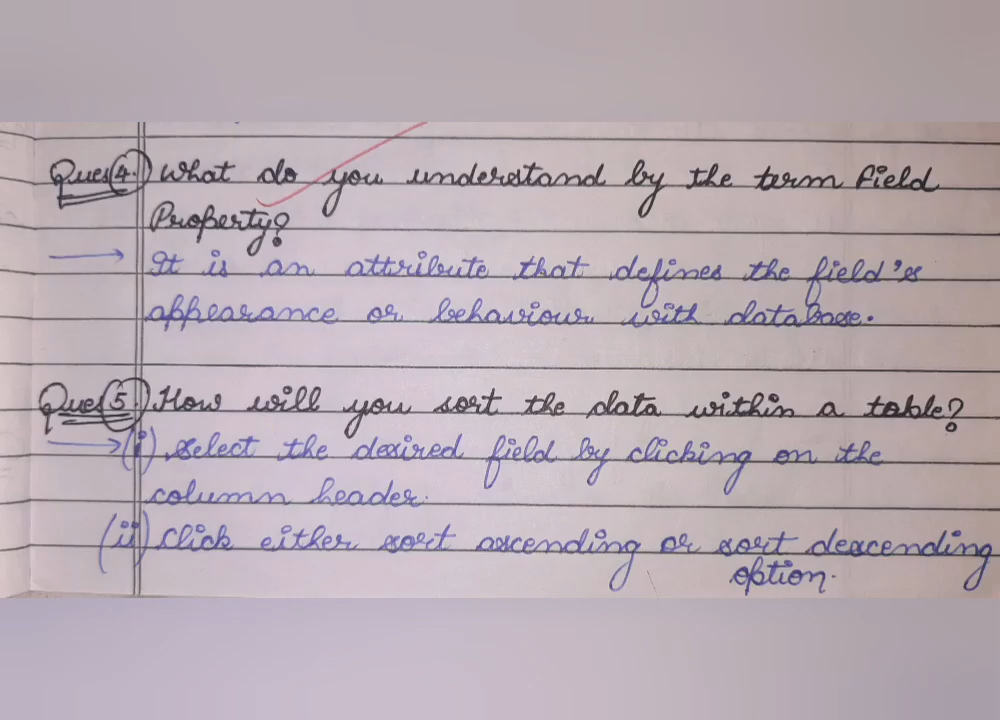 Ques 4. What do you understand by the term Field
Property?
→ It is an attribute that defines the field's
appearance or behaviour with database.
Ques 5. How will you sort the data within a table?
→ (i) select the desired field by clicking on the
column header.
(ii) Click either sort ascending or sort descending
option.